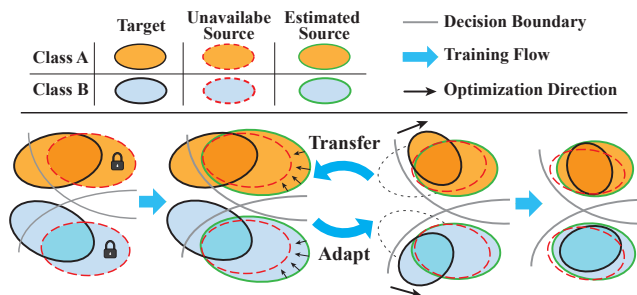 Target
Unavailabe
Source
Estimated
Source
Class A
Class B
Decision Boundary
Training Flow
Optimization Direction
Transfer
Adapt